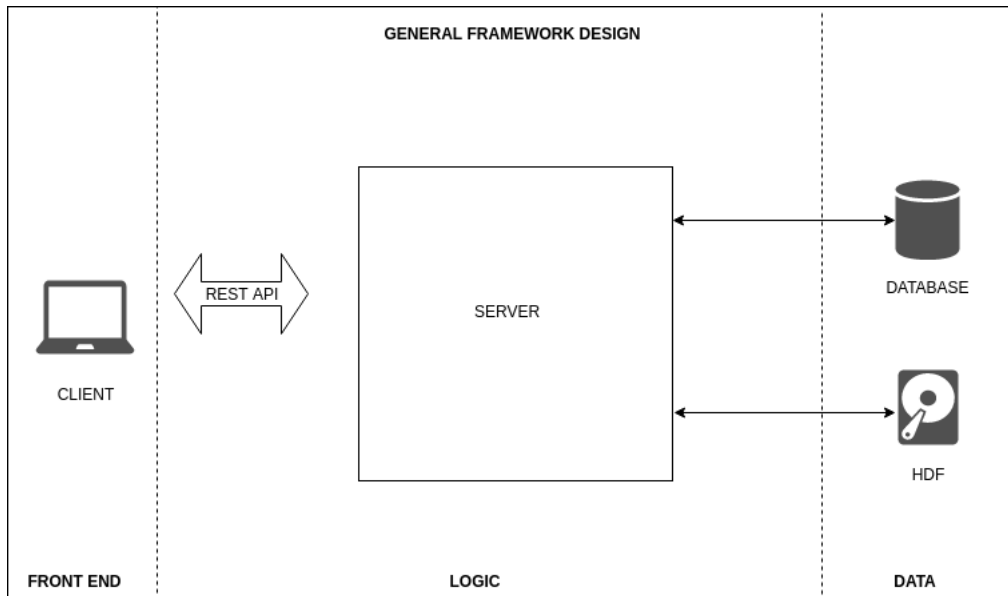 GENERAL FRAMEWORK DESIGN
REST API
SERVER
DATABASE
CLIENT
HDF
FRONT END
LOGIC
DATA